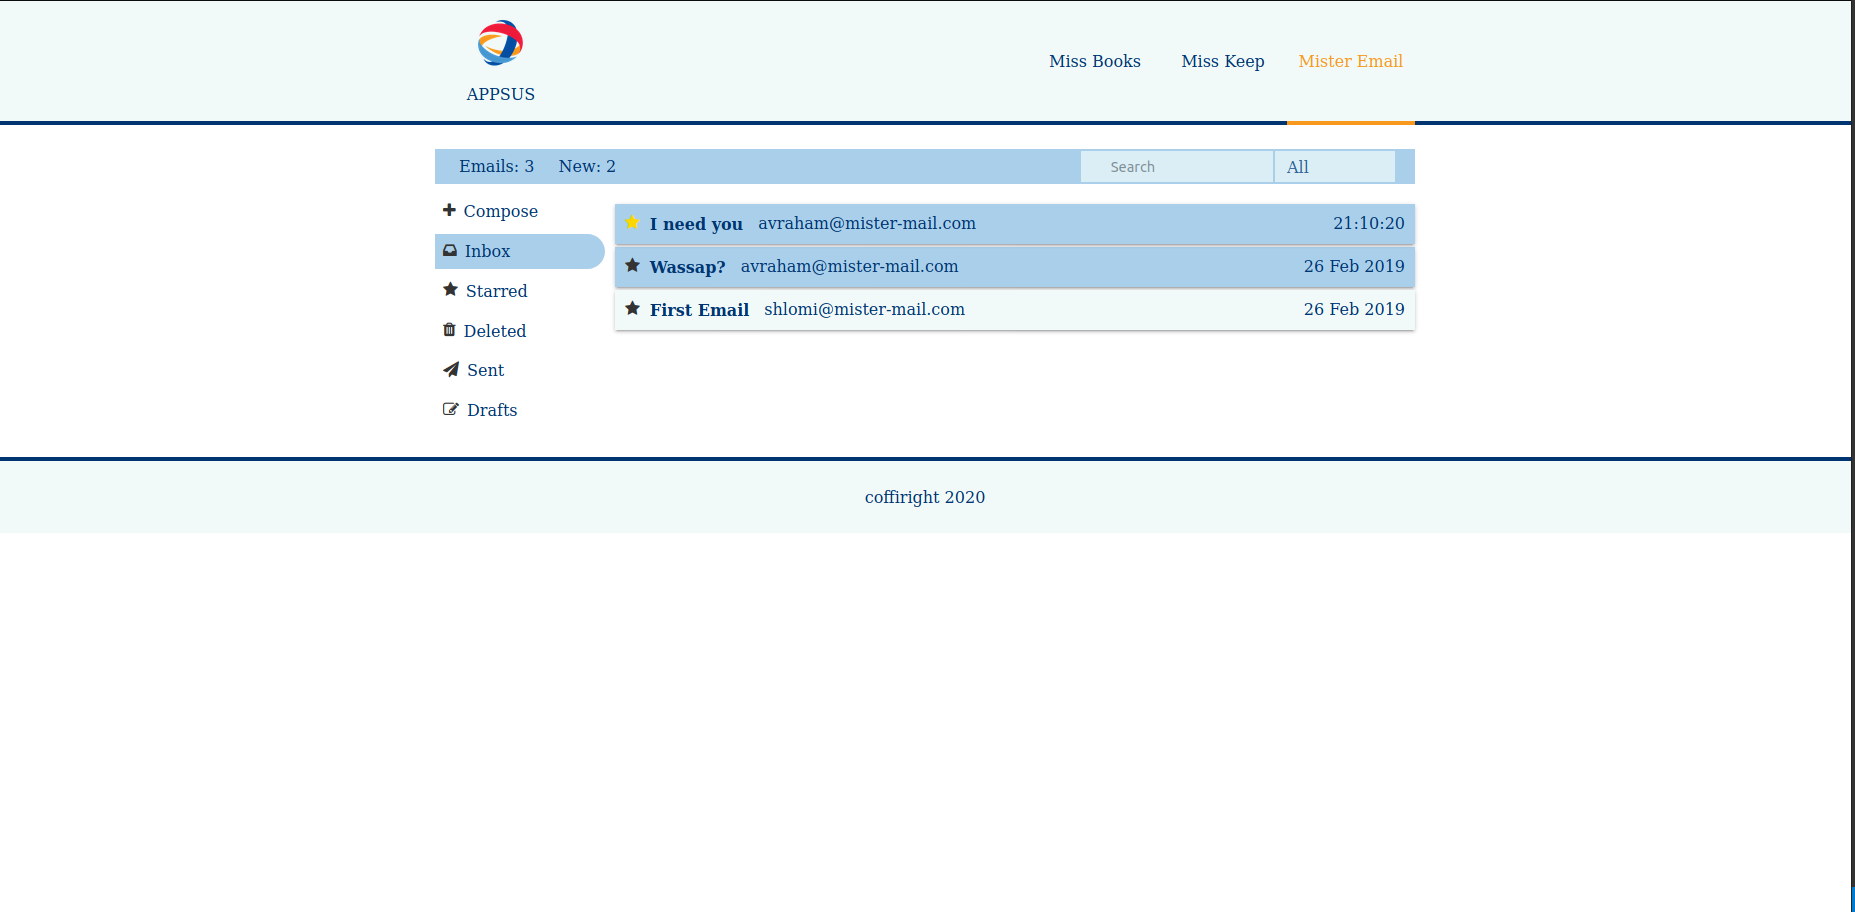 APPSUS
Miss Books Miss Keep Mister Email
Emails: 3 New: 2 Search All
Compose
Inbox
Starred
Deleted
Sent
Drafts
I need you avraham@mister-mail.com 21:10:20
Wassap? avraham@mister-mail.com 26 Feb 2019
First Email shlomi@mister-mail.com 26 Feb 2019
coffiright 2020